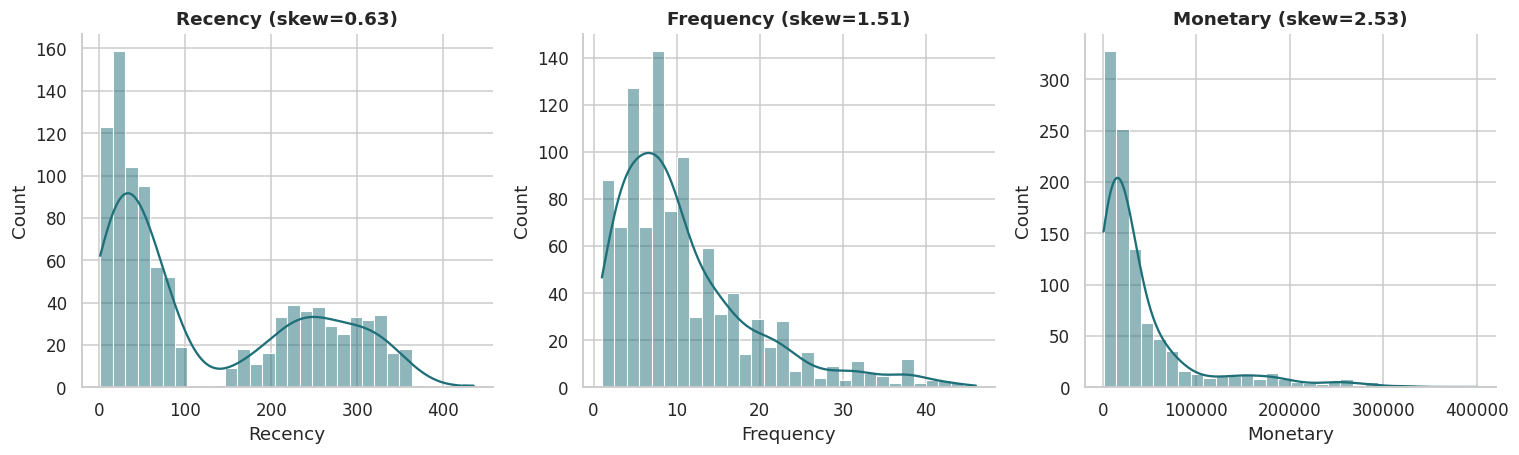 Recency (skew=0.63)
160
140
120
100
80
60
40
20
0
Count
0 100 200 300 400
Recency
Frequency (skew=1.51)
140
120
100
80
60
40
20
0
Count
0 10 20 30 40
Frequency
Monetary (skew=2.53)
300
250
200
150
100
50
0
Count
0 100000 200000 300000 400000
Monetary